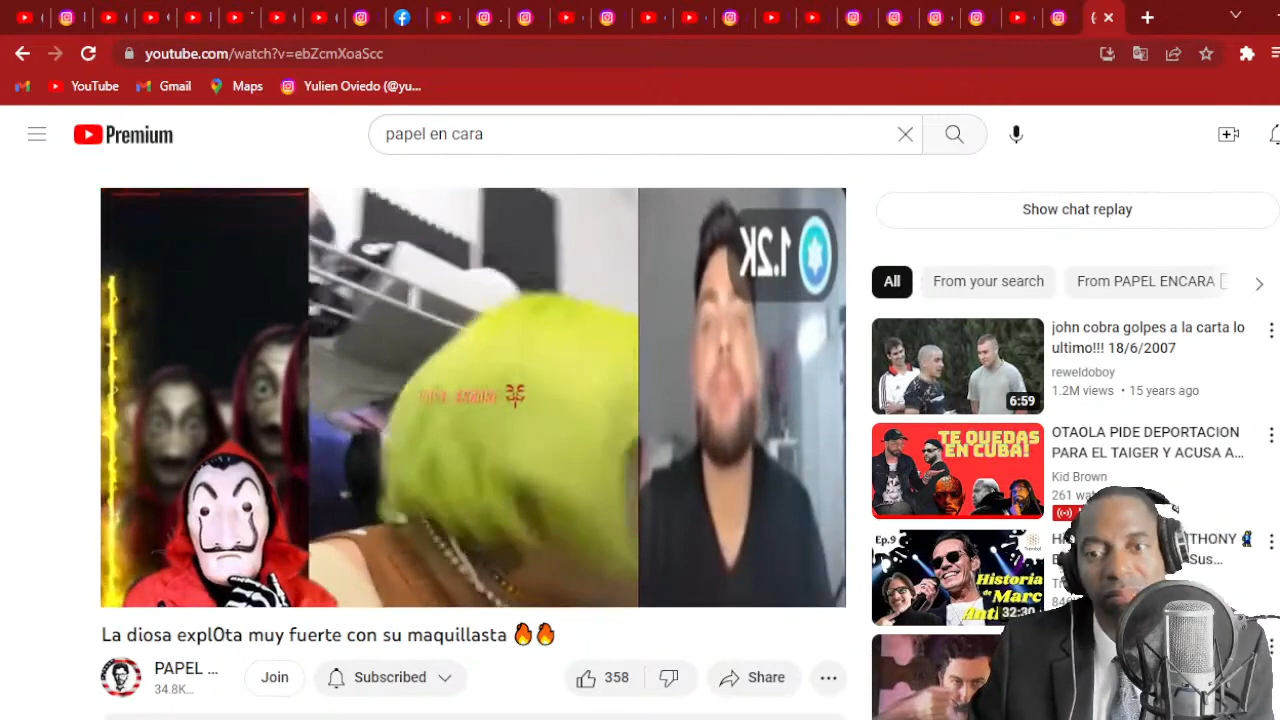 youtube.com/watch?v=ebZcmXoaScc
YouTube
Gmail
Maps
Yulien Oviedo (@yu...
Premium
papel en cara
Show chat replay
All
From your search
From PAPEL ENCARA
1.2K
john cobra golpes a la carta lo
ultimo!!! 18/6/2007
reweldoboy
1.2M views • 15 years ago
6:59
TE QUEDAS
EN CUBA!
OTAOLA PIDE DEPORTACION
PARA EL TAIGER Y ACUSA A...
Kid Brown
261
Ep.9
Historia
de Marc
32:30
La diosa expl0ta muy fuerte con su maquillasta 🔥🔥
PAPEL ...
34.8K...
Join
Subscribed
358
Share